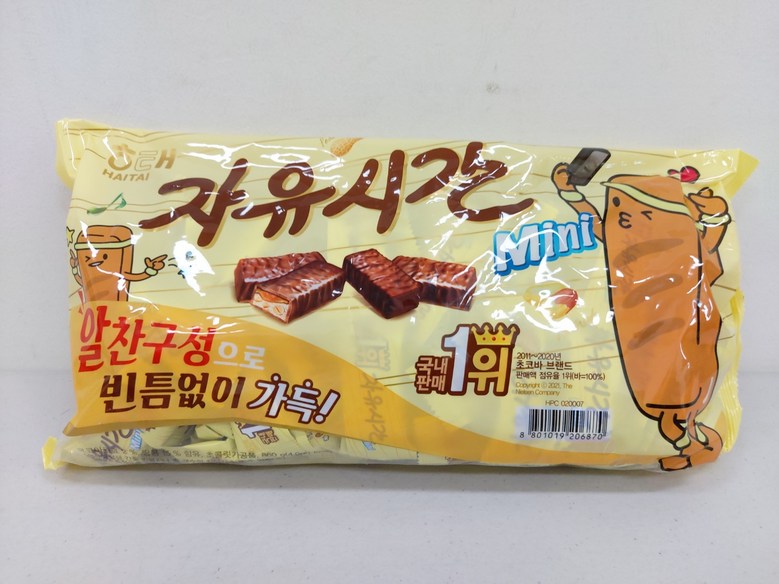 해태
HAITAI
자유시간
Mini
알찬구성으로
빈틈없이 가득!
국내
판매
1위
2011~2020년
초코바 브랜드
판매액 점유율 1위(바=100%)
Copyright ⓒ 2021, The
Nielsen Company
HPC 020007
8 801019 206870